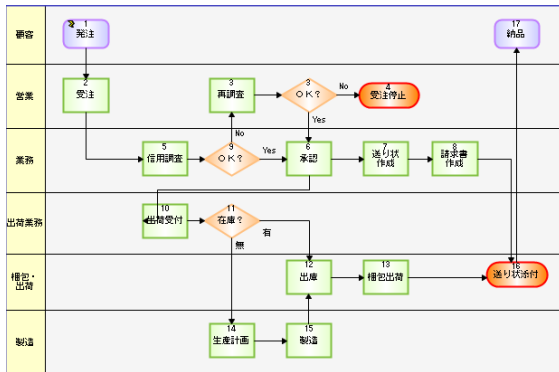 顧客
1
発注
17
納品
営業
2
受注
3
再調査
3
OK?
No
4
受注停止
Yes
No
業務
5
信用調査
9
OK?
Yes
6
承認
7
送り状
作成
8
請求書
作成
出荷業務
10
出荷受付
11
在庫?
有
無
梱包・
出荷
12
出庫
13
梱包出荷
16
送り状添付
製造
14
生産計画
15
製造